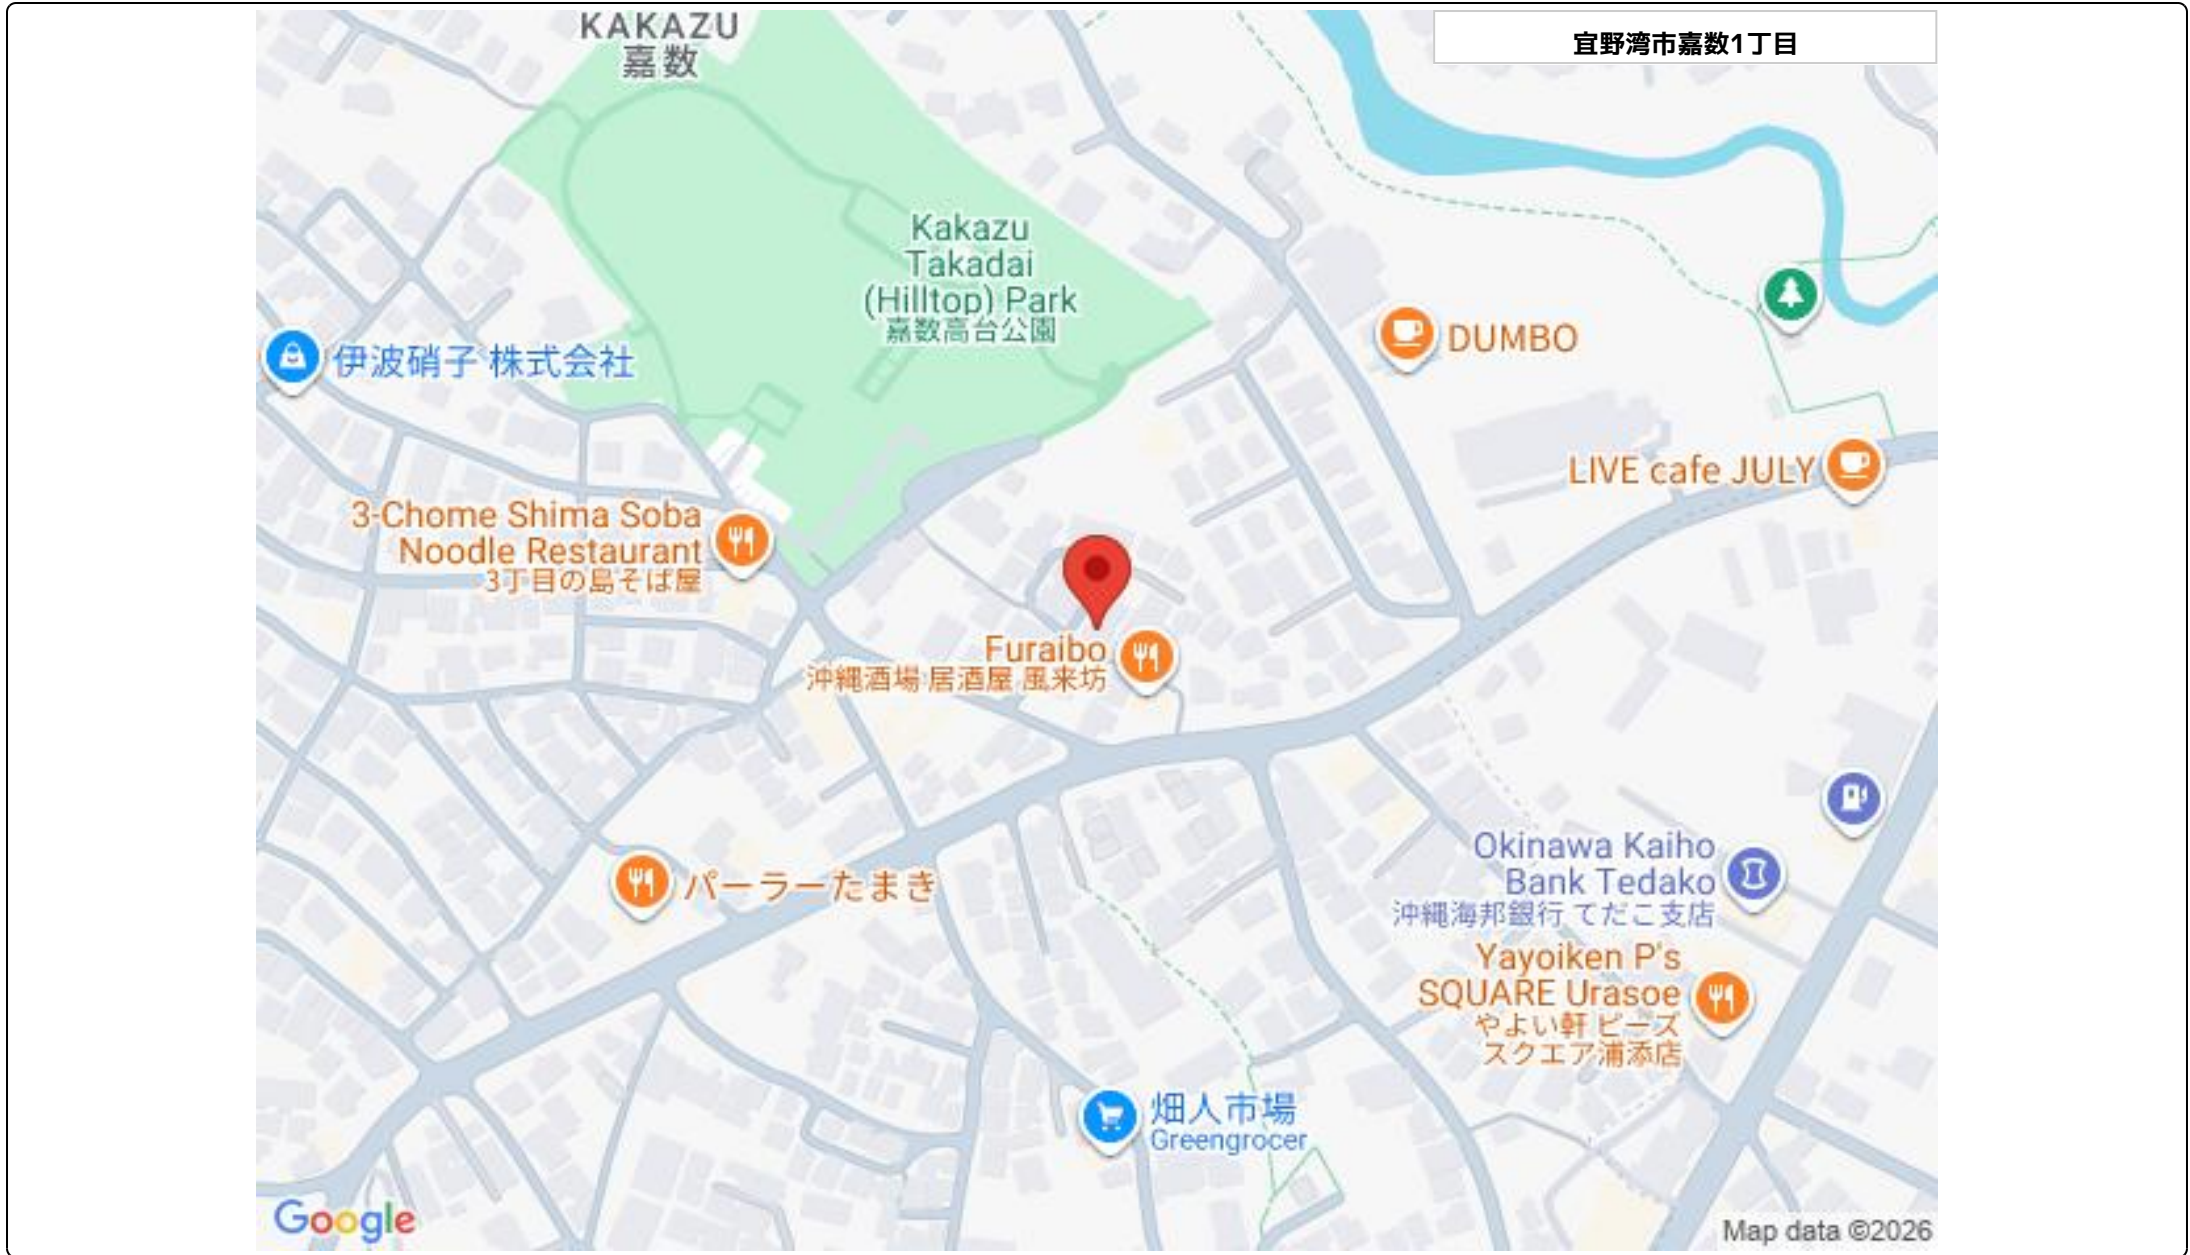 KAKAZU
嘉数
宜野湾市嘉数1丁目
Kakazu
Takadai
(Hilltop) Park
嘉数高台公園
DUMBO
伊波硝子 株式会社
LIVE cafe JULY
3-Chome Shima Soba
Noodle Restaurant
3丁目の島そば屋
Furaibo
沖縄酒場 居酒屋 風来坊
パーラーたまき
Okinawa Kaiho
Bank Tedako
沖縄海邦銀行 てだこ支店
Yayoiken P's
SQUARE Urasoe
やよい軒 ピーズ
スクエア浦添店
畑人市場
Greengrocer
Google
Map data ©2026